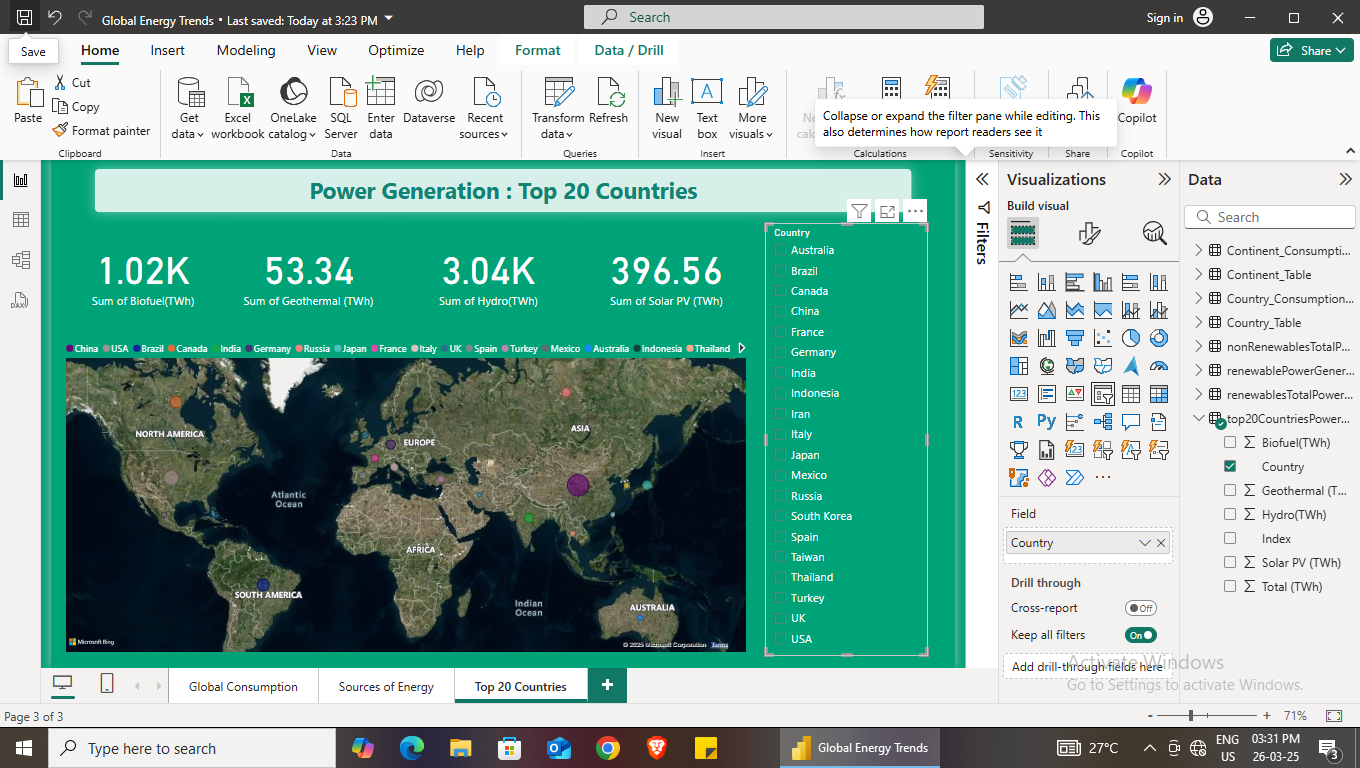 Global Energy Trends • Last saved: Today at 3:23 PM
Search
Sign in
Save
Home
Insert
Modeling
View
Optimize
Help
Format
Data / Drill
Share
Paste
Cut
Copy
Format painter
Clipboard
Get data
Excel workbook
OneLake catalog
SQL Server
Enter data
Dataverse
Recent sources
Data
Transform data
Refresh
Queries
New visual
Text box
More visuals
Insert
Calculations
Collapse or expand the filter pane while editing. This
also determines how report readers see it
Sensitivity
Share
Copilot
Copilot
Power Generation : Top 20 Countries
1.02K
Sum of Biofuel(TWh)
53.34
Sum of Geothermal (TWh)
3.04K
Sum of Hydro(TWh)
396.56
Sum of Solar PV (TWh)
China USA Brazil Canada India Germany Russia Japan France Italy UK Spain Turkey Mexico Australia Indonesia Thailand
NORTH AMERICA
EUROPE
ASIA
Atlantic
Ocean
AFRICA
SOUTH AMERICA
Indian
Ocean
AUSTRALIA
Microsoft Bing
© 2025 Microsoft Corporation Terms
Country
Australia
Brazil
Canada
China
France
Germany
India
Indonesia
Iran
Italy
Japan
Mexico
Russia
South Korea
Spain
Taiwan
Thailand
Turkey
UK
USA
Filters
Visualizations
Build visual
Field
Country
Drill through
Cross-report
Off
Keep all filters
On
Add drill-through fields here
Data
Search
Continent_Consumpti...
Continent_Table
Country_Consumption...
Country_Table
nonRenewablesTotalP...
renewablePowerGener...
renewablesTotalPower...
top20CountriesPower...
Biofuel(TWh)
Country
Geothermal (T...
Hydro(TWh)
Index
Solar PV (TWh)
Total (TWh)
Activate Windows
Go to Settings to activate Windows.
Global Consumption
Sources of Energy
Top 20 Countries
Page 3 of 3
71%
Type here to search
Global Energy Trends
27°C
ENG
US
03:31 PM
26-03-25
3